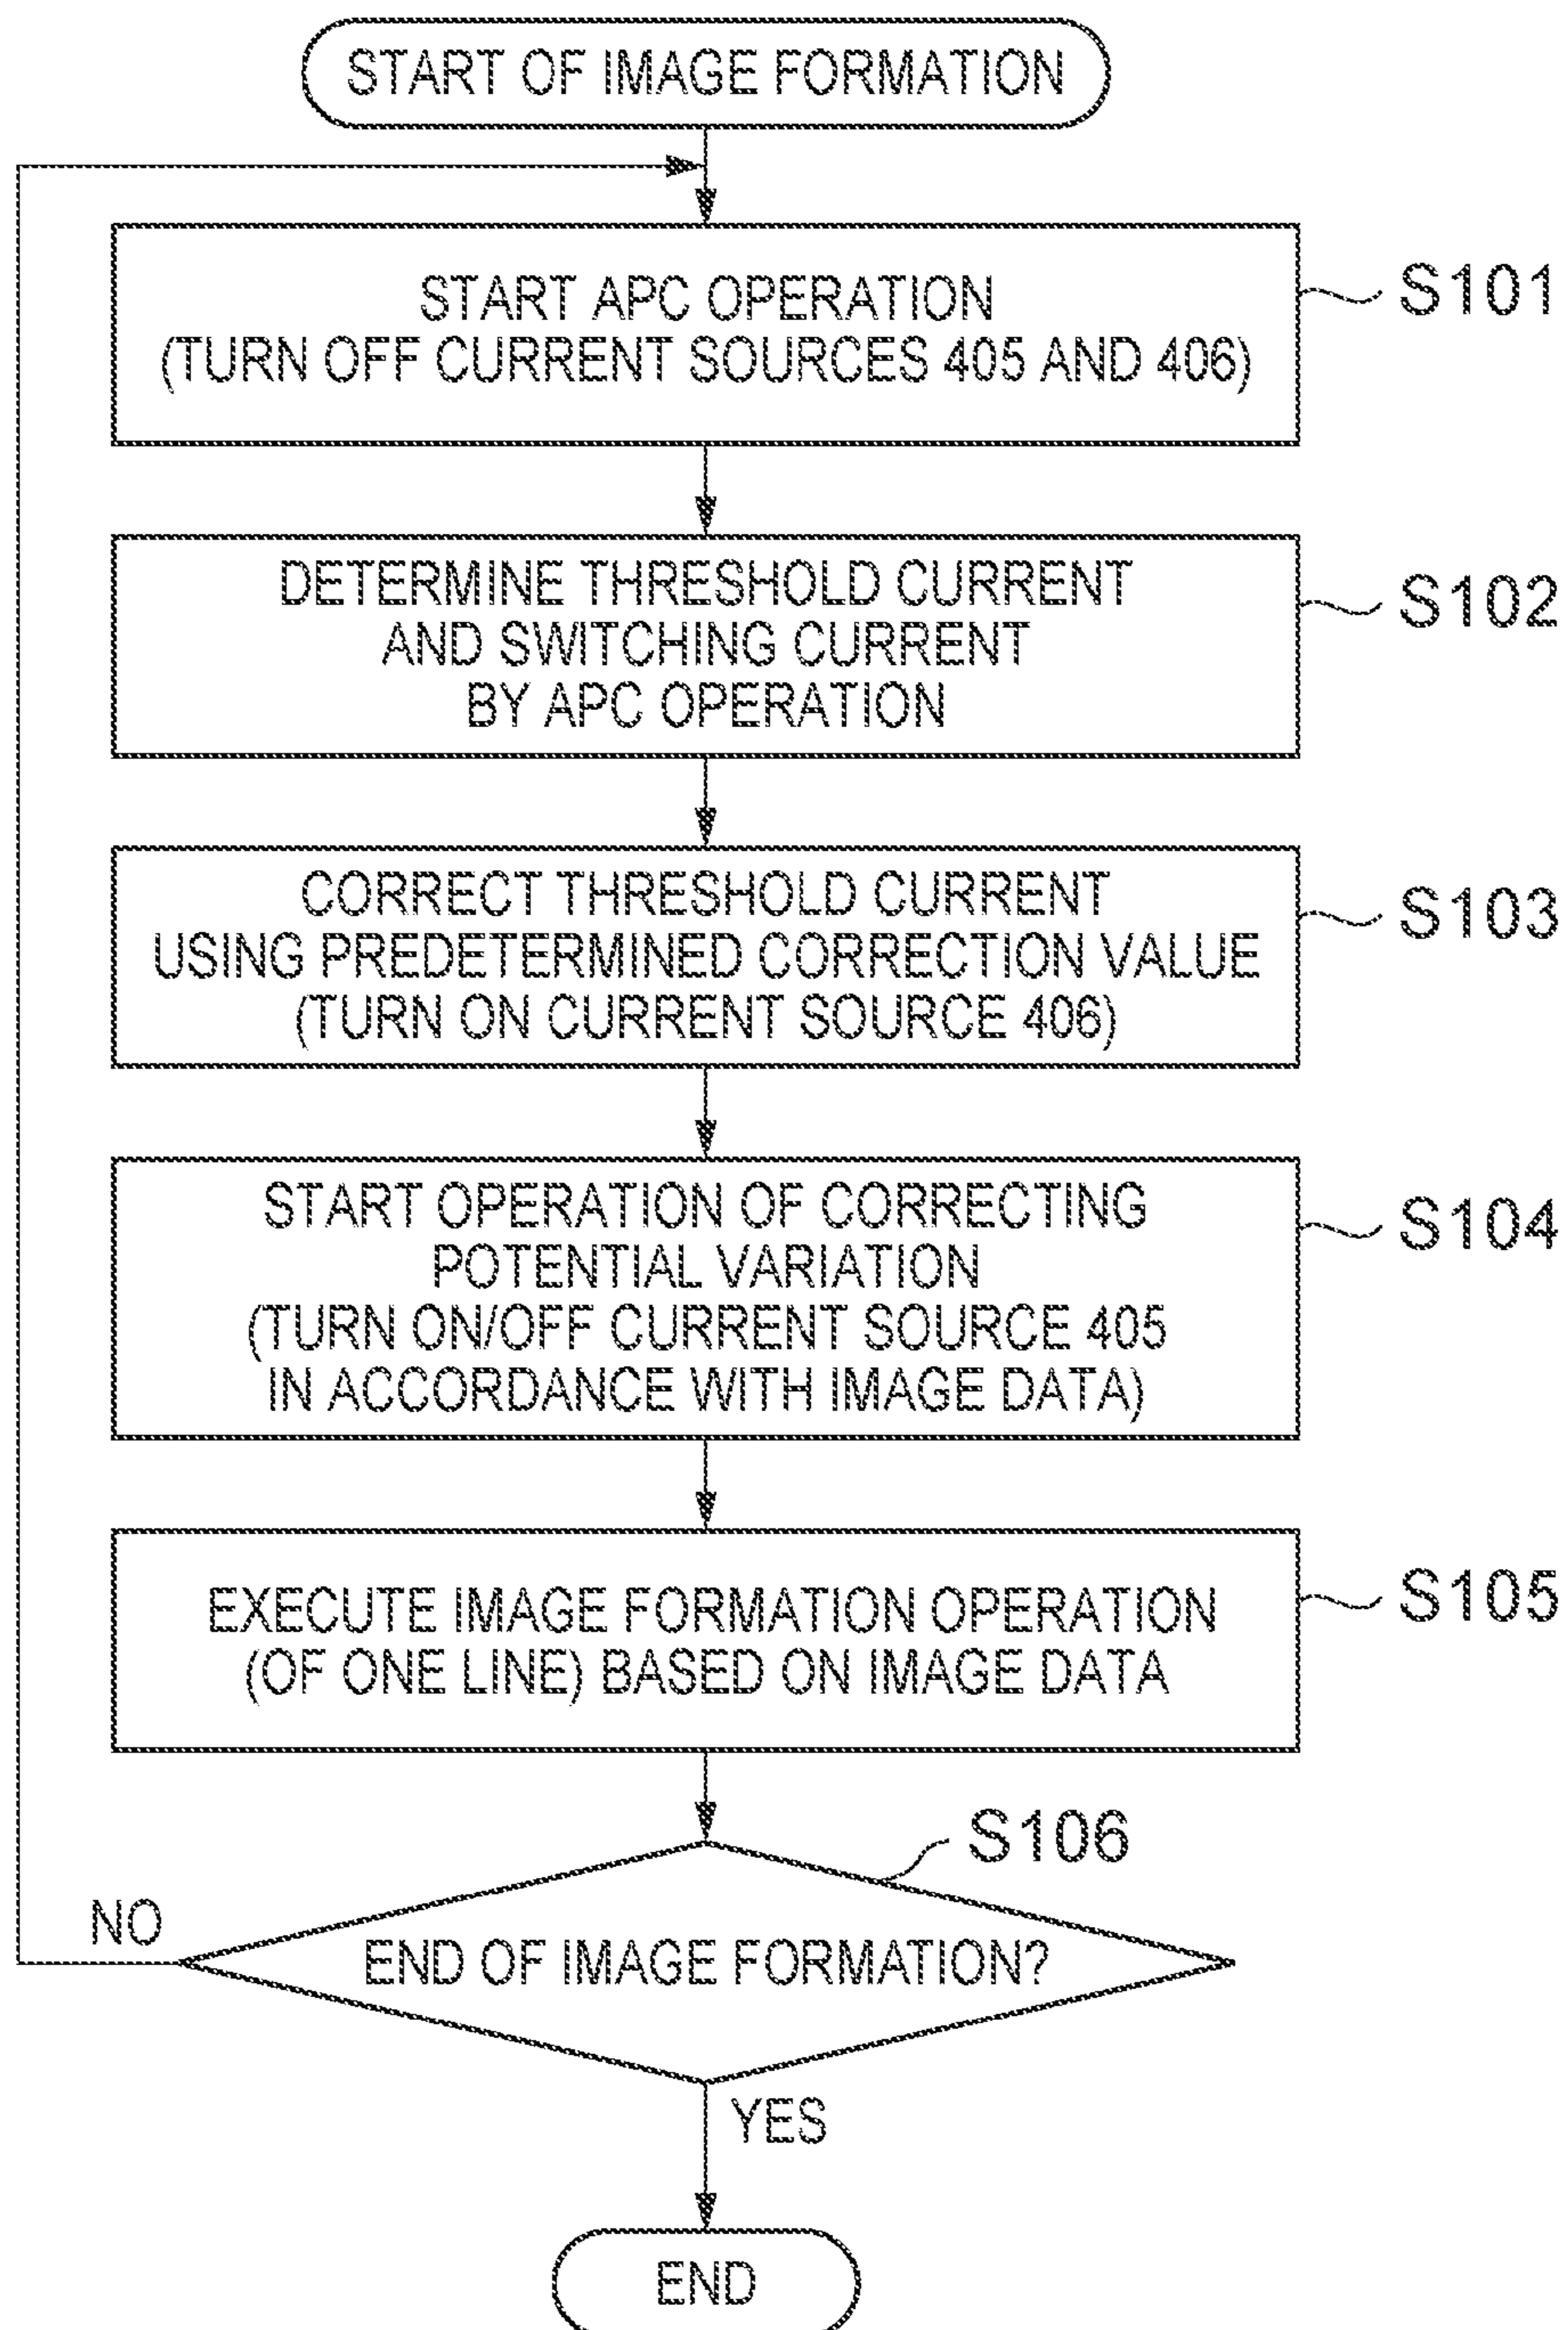 START OF IMAGE FORMATION
START APC OPERATION
(TURN OFF CURRENT SOURCES 405 AND 406)
S101
DETERMINE THRESHOLD CURRENT
AND SWITCHING CURRENT
BY APC OPERATION
S102
CORRECT THRESHOLD CURRENT
USING PREDETERMINED CORRECTION VALUE
(TURN ON CURRENT SOURCE 406)
S103
START OPERATION OF CORRECTING
POTENTIAL VARIATION
(TURN ON/OFF CURRENT SOURCE 405
IN ACCORDANCE WITH IMAGE DATA)
S104
EXECUTE IMAGE FORMATION OPERATION
(OF ONE LINE) BASED ON IMAGE DATA
S105
S106
NO
END OF IMAGE FORMATION?
YES
END